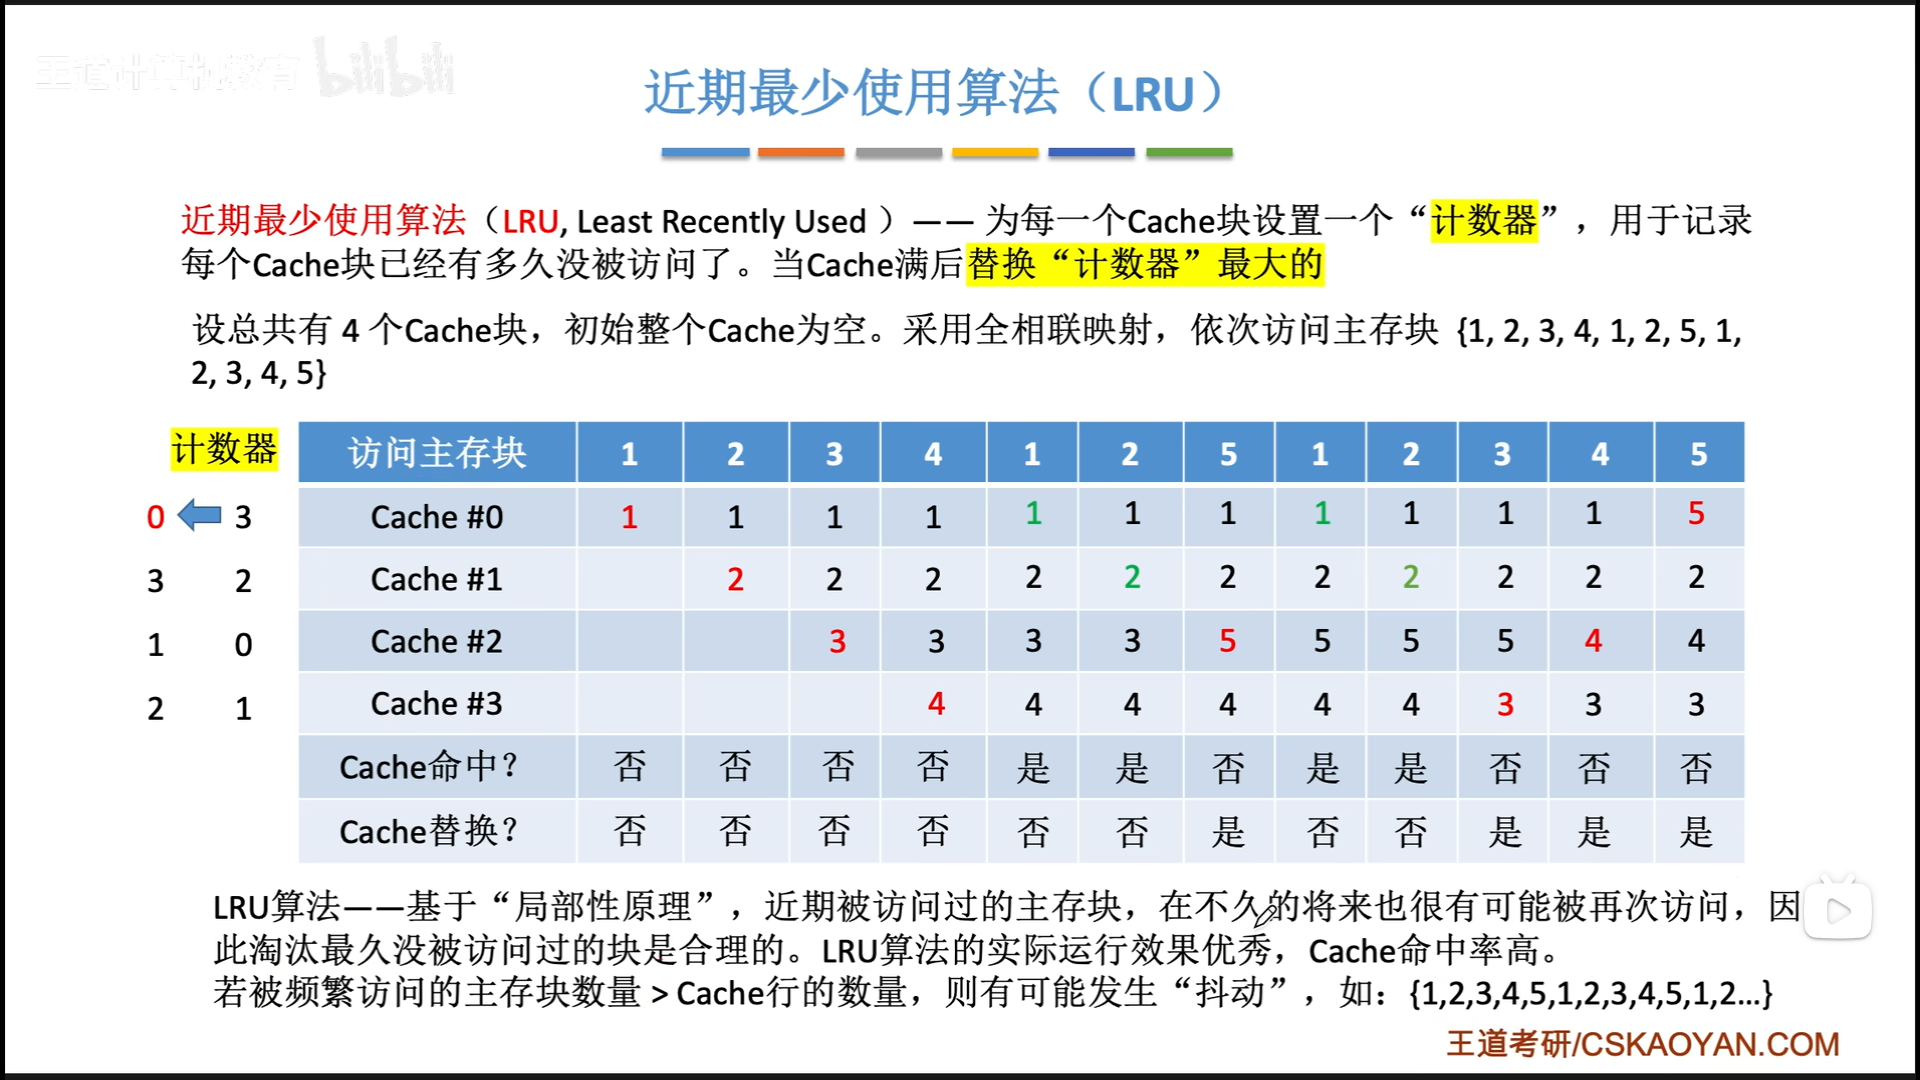 王道计算机教育 bilibili
近期最少使用算法（LRU）
近期最少使用算法（LRU, Least Recently Used ）—— 为每一个Cache块设置一个“计数器”，用于记录
每个Cache块已经有多久没被访问了。当Cache满后替换“计数器”最大的
设总共有 4 个Cache块，初始整个Cache为空。采用全相联映射，依次访问主存块 {1, 2, 3, 4, 1, 2, 5, 1,
2, 3, 4, 5}
计数器 访问主存块 1 2 3 4 1 2 5 1 2 3 4 5
0 3 Cache #0 1 1 1 1 1 1 1 1 1 1 1 5
3 2 Cache #1 2 2 2 2 2 2 2 2 2 2 2
1 0 Cache #2 3 3 3 3 5 5 5 5 4 4
2 1 Cache #3 4 4 4 4 4 4 3 3 3
Cache命中？ 否 否 否 否 是 是 否 是 是 否 否 否
Cache替换？ 否 否 否 否 否 否 是 否 否 是 是 是
LRU算法——基于“局部性原理”，近期被访问过的主存块，在不久的将来也很有可能被再次访问，因
此淘汰最久没被访问过的块是合理的。LRU算法的实际运行效果优秀，Cache命中率高。
若被频繁访问的主存块数量 > Cache行的数量，则有可能发生“抖动”，如：{1,2,3,4,5,1,2,3,4,5,1,2...}
王道考研/CSKAOYAN.COM